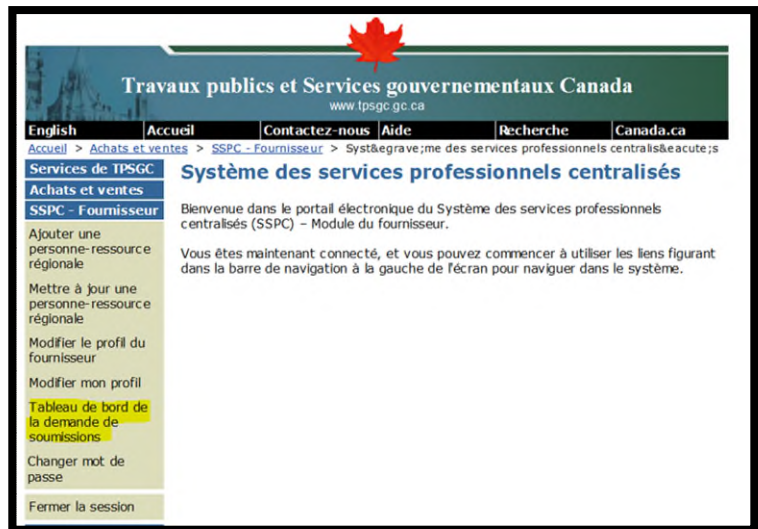 Travaux publics et Services gouvernementaux Canada
www.tpsgc.gc.ca
English Accueil Contactez-nous Aide Recherche Canada.ca
Accueil > Achats et ventes > SSPC - Fournisseur > Syst&egrave;me des services professionnels centralis&eacute;s
Services de TPSGC
Achats et ventes
SSPC - Fournisseur
Ajouter une
personne-ressource
régionale
Mettre à jour une
personne-ressource
régionale
Modifier le profil du
fournisseur
Modifier mon profil
Tableau de bord de
la demande de
soumissions
Changer mot de
passe
Fermer la session
Système des services professionnels centralisés
Bienvenue dans le portail électronique du Système des services professionnels
centralisés (SSPC) – Module du fournisseur.
Vous êtes maintenant connecté, et vous pouvez commencer à utiliser les liens figurant
dans la barre de navigation à la gauche de l'écran pour naviguer dans le système.